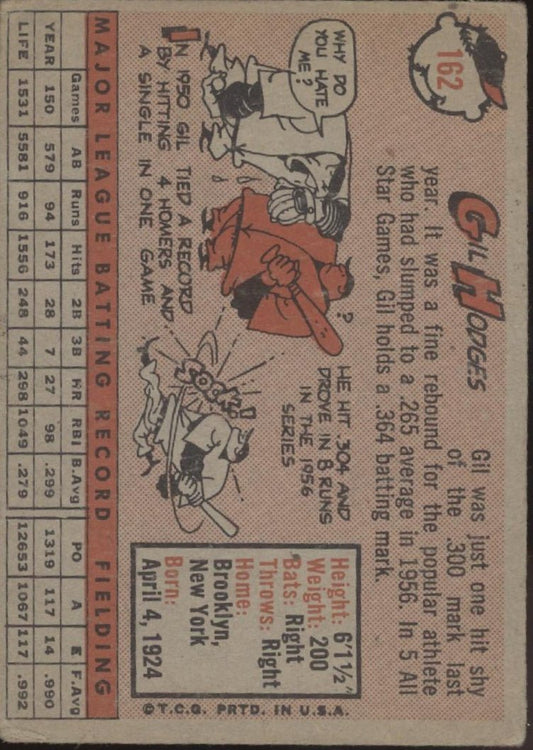 162
GIL HODGES
Gil was just one hit shy
of the .300 mark last
year. It was a fine rebound for the popular athlete
who had slumped to a .265 average in 1956. In 5 All
Star Games, Gil holds a .364 batting mark.
WHY DO
YOU HATE
ME?
IN 1950 GIL TIED A RECORD
BY HITTING 4 HOMERS AND
A SINGLE IN ONE GAME
?
HE HIT .304 AND
DROVE IN 8 RUNS
IN THE 1956
SERIES
SOCK!
Height: 6'1½"
Weight: 200
Bats: Right
Throws: Right
Home:
Brooklyn,
New York
Born:
April 4, 1924
©T.C.G. PRTD. IN U.S.A.
MAJOR LEAGUE BATTING RECORD FIELDING
Games AB Runs Hits 2B 3B HR RBI B.Avg PO A E F.Avg
YEAR 150 579 94 173 28 7 27 98 .299 1319 117 14 .990
LIFE 1531 5581 916 1556 248 44 298 1049 .279 12653 1067 117 .992